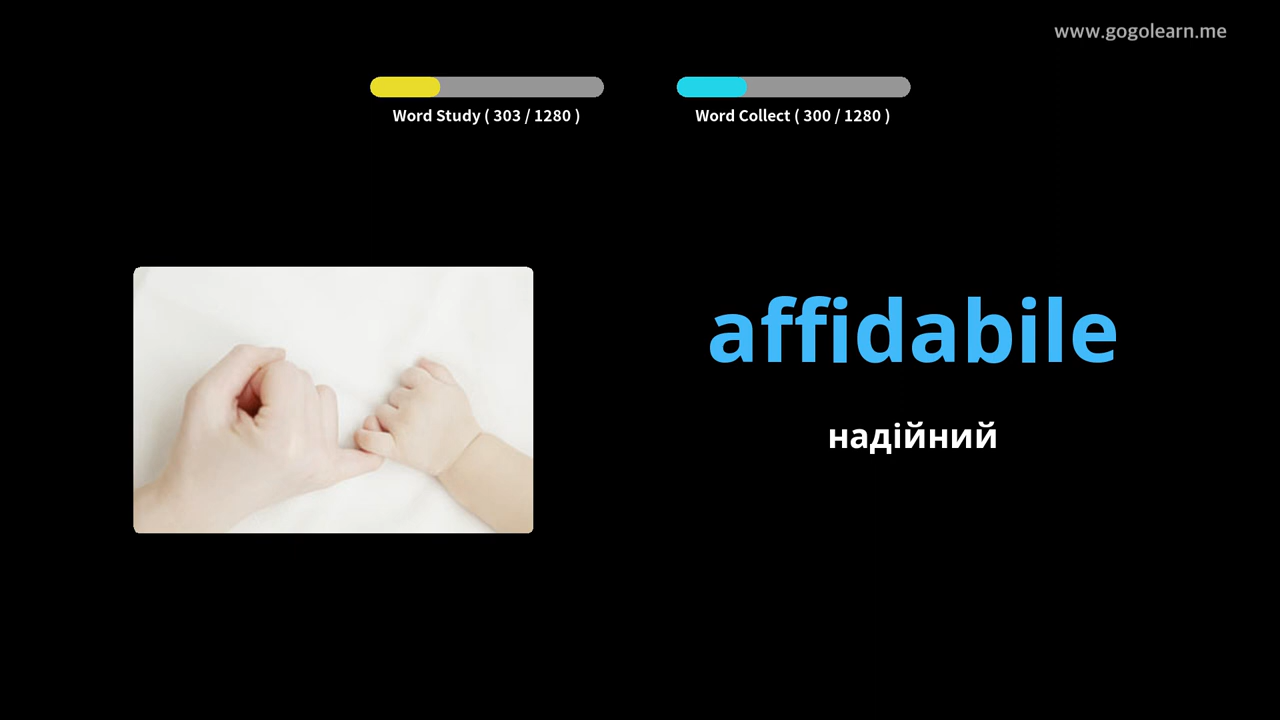 www.gogolearn.me
Word Study ( 303 / 1280 )
Word Collect ( 300 / 1280 )
affidabile
надійний